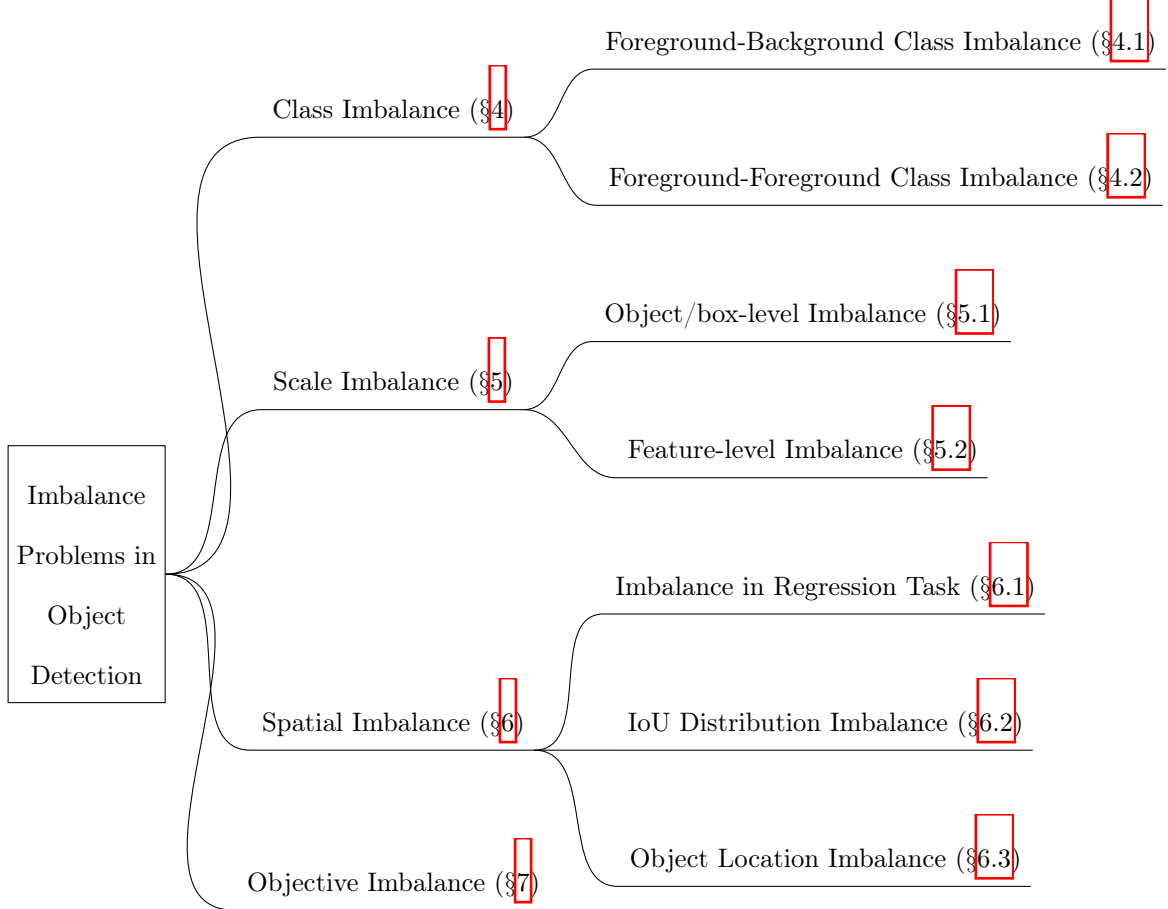 Imbalance
Problems in
Object
Detection
Class Imbalance (§4)
Foreground-Background Class Imbalance (§4.1)
Foreground-Foreground Class Imbalance (§4.2)
Scale Imbalance (§5)
Object/box-level Imbalance (§5.1)
Feature-level Imbalance (§5.2)
Spatial Imbalance (§6)
Imbalance in Regression Task (§6.1)
IoU Distribution Imbalance (§6.2)
Object Location Imbalance (§6.3)
Objective Imbalance (§7)